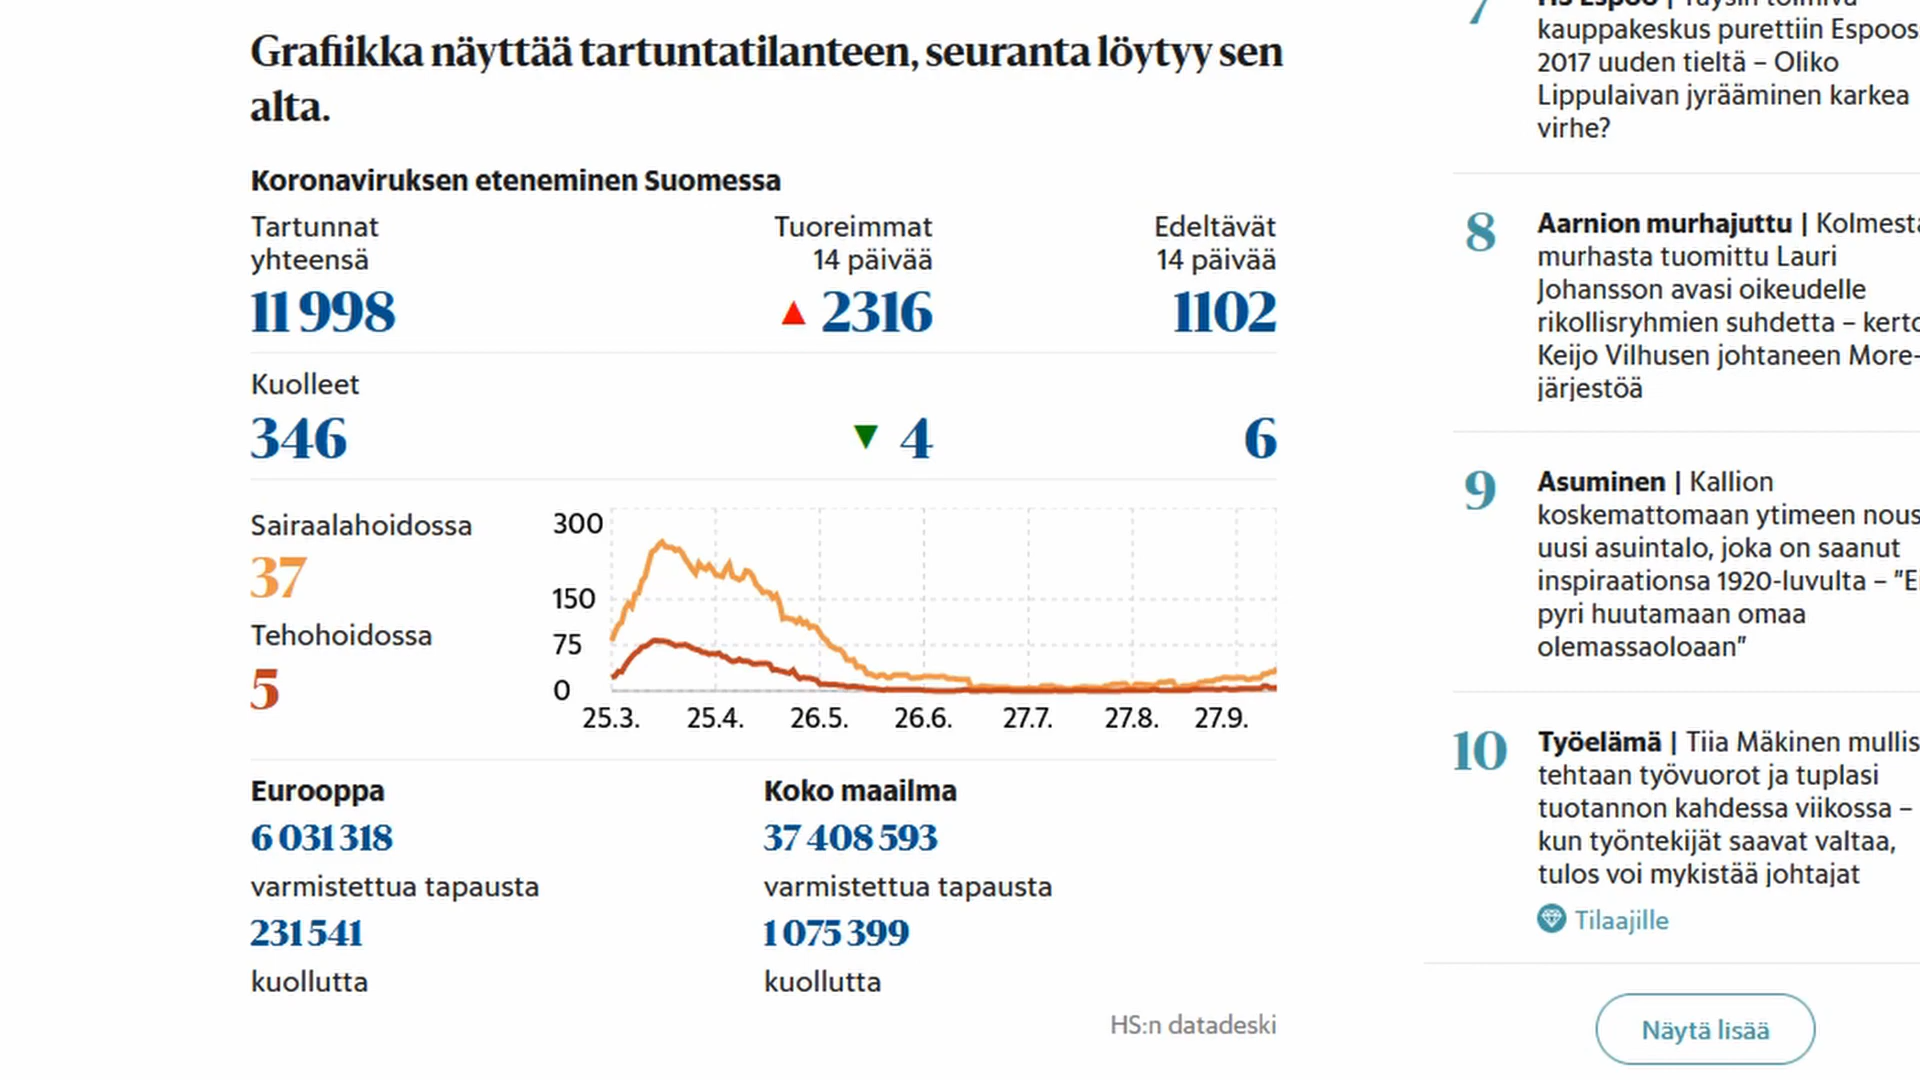 Grafiikka näyttää tartuntatilanteen, seuranta löytyy sen
alta.
Koronaviruksen eteneminen Suomessa
Tartunnat
yhteensä
11 998
Tuoreimmat
14 päivää
▲ 2316
Edeltävät
14 päivää
1102
Kuolleet
346
▼ 4
6
Sairaalahoidossa
37
Tehohoidossa
5
300
150
75
0
25.3. 25.4. 26.5. 26.6. 27.7. 27.8. 27.9.
Eurooppa
6 031 318
varmistettua tapausta
231 541
kuollutta
Koko maailma
37 408 593
varmistettua tapausta
1 075 399
kuollutta
HS:n datadeski
7
HS Espoo | Täysin toimiva
kauppakeskus purettiin Espoos
2017 uuden tieltä – Oliko
Lippulaivan jyrääminen karkea
virhe?
8
Aarnion murhajuttu | Kolmesta
murhasta tuomittu Lauri
Johansson avasi oikeudelle
rikollisryhmien suhdetta – kerto
Keijo Vilhusen johtaneen More-
järjestöä
9
Asuminen | Kallion
koskemattomaan ytimeen nous
uusi asuintalo, joka on saanut
inspiraationsa 1920-luvulta – ”Ei
pyri huutamaan omaa
olemassaoloaan”
10
Työelämä | Tiia Mäkinen mullis
tehtaan työvuorot ja tuplasi
tuotannon kahdessa viikossa –
kun työntekijät saavat valtaa,
tulos voi mykistää johtajat
Tilaajille
Näytä lisää